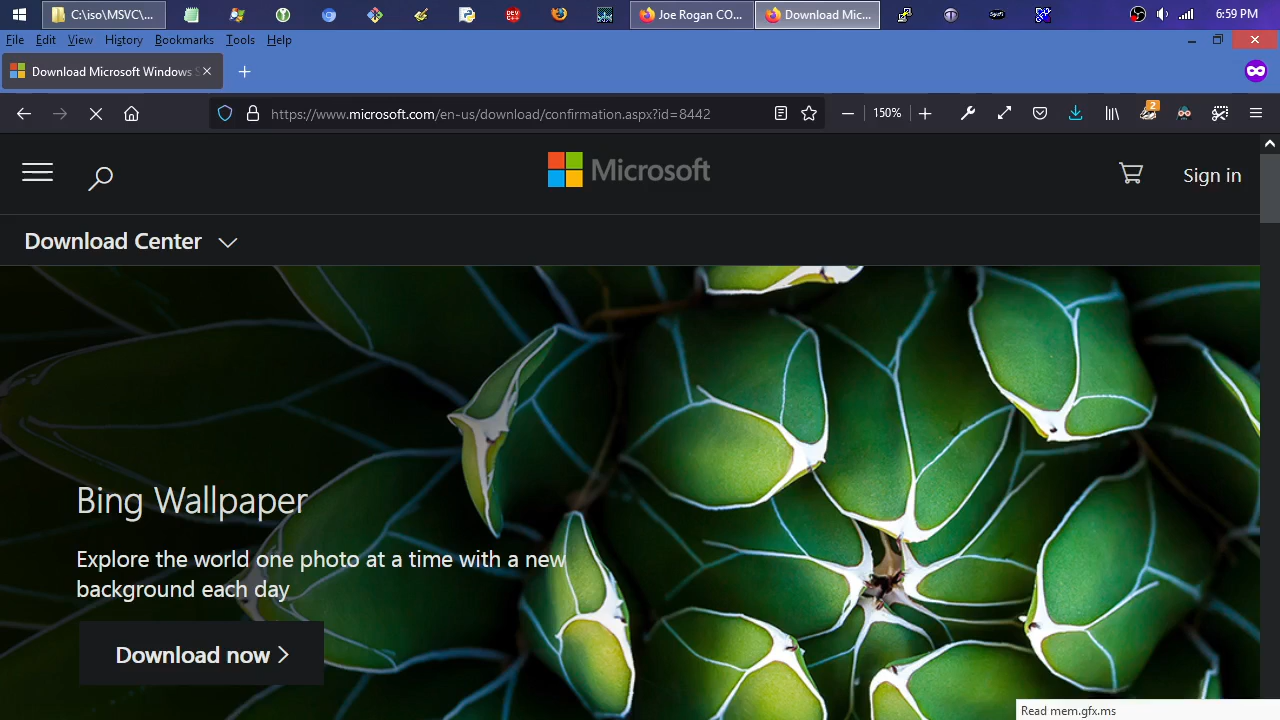 C:\iso\MSVC\...
DEV C++
Joe Rogan CO...
Download Mic...
6:59 PM
File Edit View History Bookmarks Tools Help
Download Microsoft Windows S
https://www.microsoft.com/en-us/download/confirmation.aspx?id=8442
150%
2
Microsoft
Sign in
Download Center
Bing Wallpaper
Explore the world one photo at a time with a new
background each day
Download now
Read mem.gfx.ms